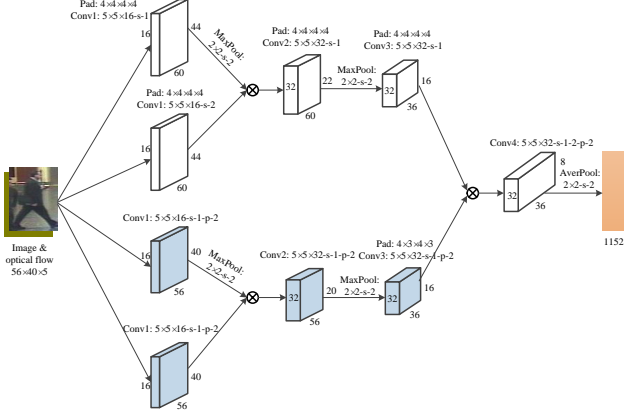 Pad: 4×4×4×4
Conv1: 5×5×16-s-1
16
44
60
MaxPool:
2×2-s-2
Pad: 4×4×4×4
Conv1: 5×5×16-s-2
16
44
60
Pad: 4×4×4×4
Conv2: 5×5×32-s-1
32
22
60
MaxPool:
2×2-s-2
Pad: 4×4×4×4
Conv3: 5×5×32-s-1
32
16
36
Image &
optical flow
56×40×5
Conv1: 5×5×16-s-1-p-2
16
40
56
MaxPool:
2×2-s-2
Conv1: 5×5×16-s-1-p-2
16
40
56
Conv2: 5×5×32-s-1-p-2
32
20
56
MaxPool:
2×2-s-2
Pad: 4×3×4×3
Conv3: 5×5×32-s-1-p-2
32
16
36
Conv4: 5×5×32-s-1-2-p-2
32
8
36
AverPool:
2×2-s-2
1152